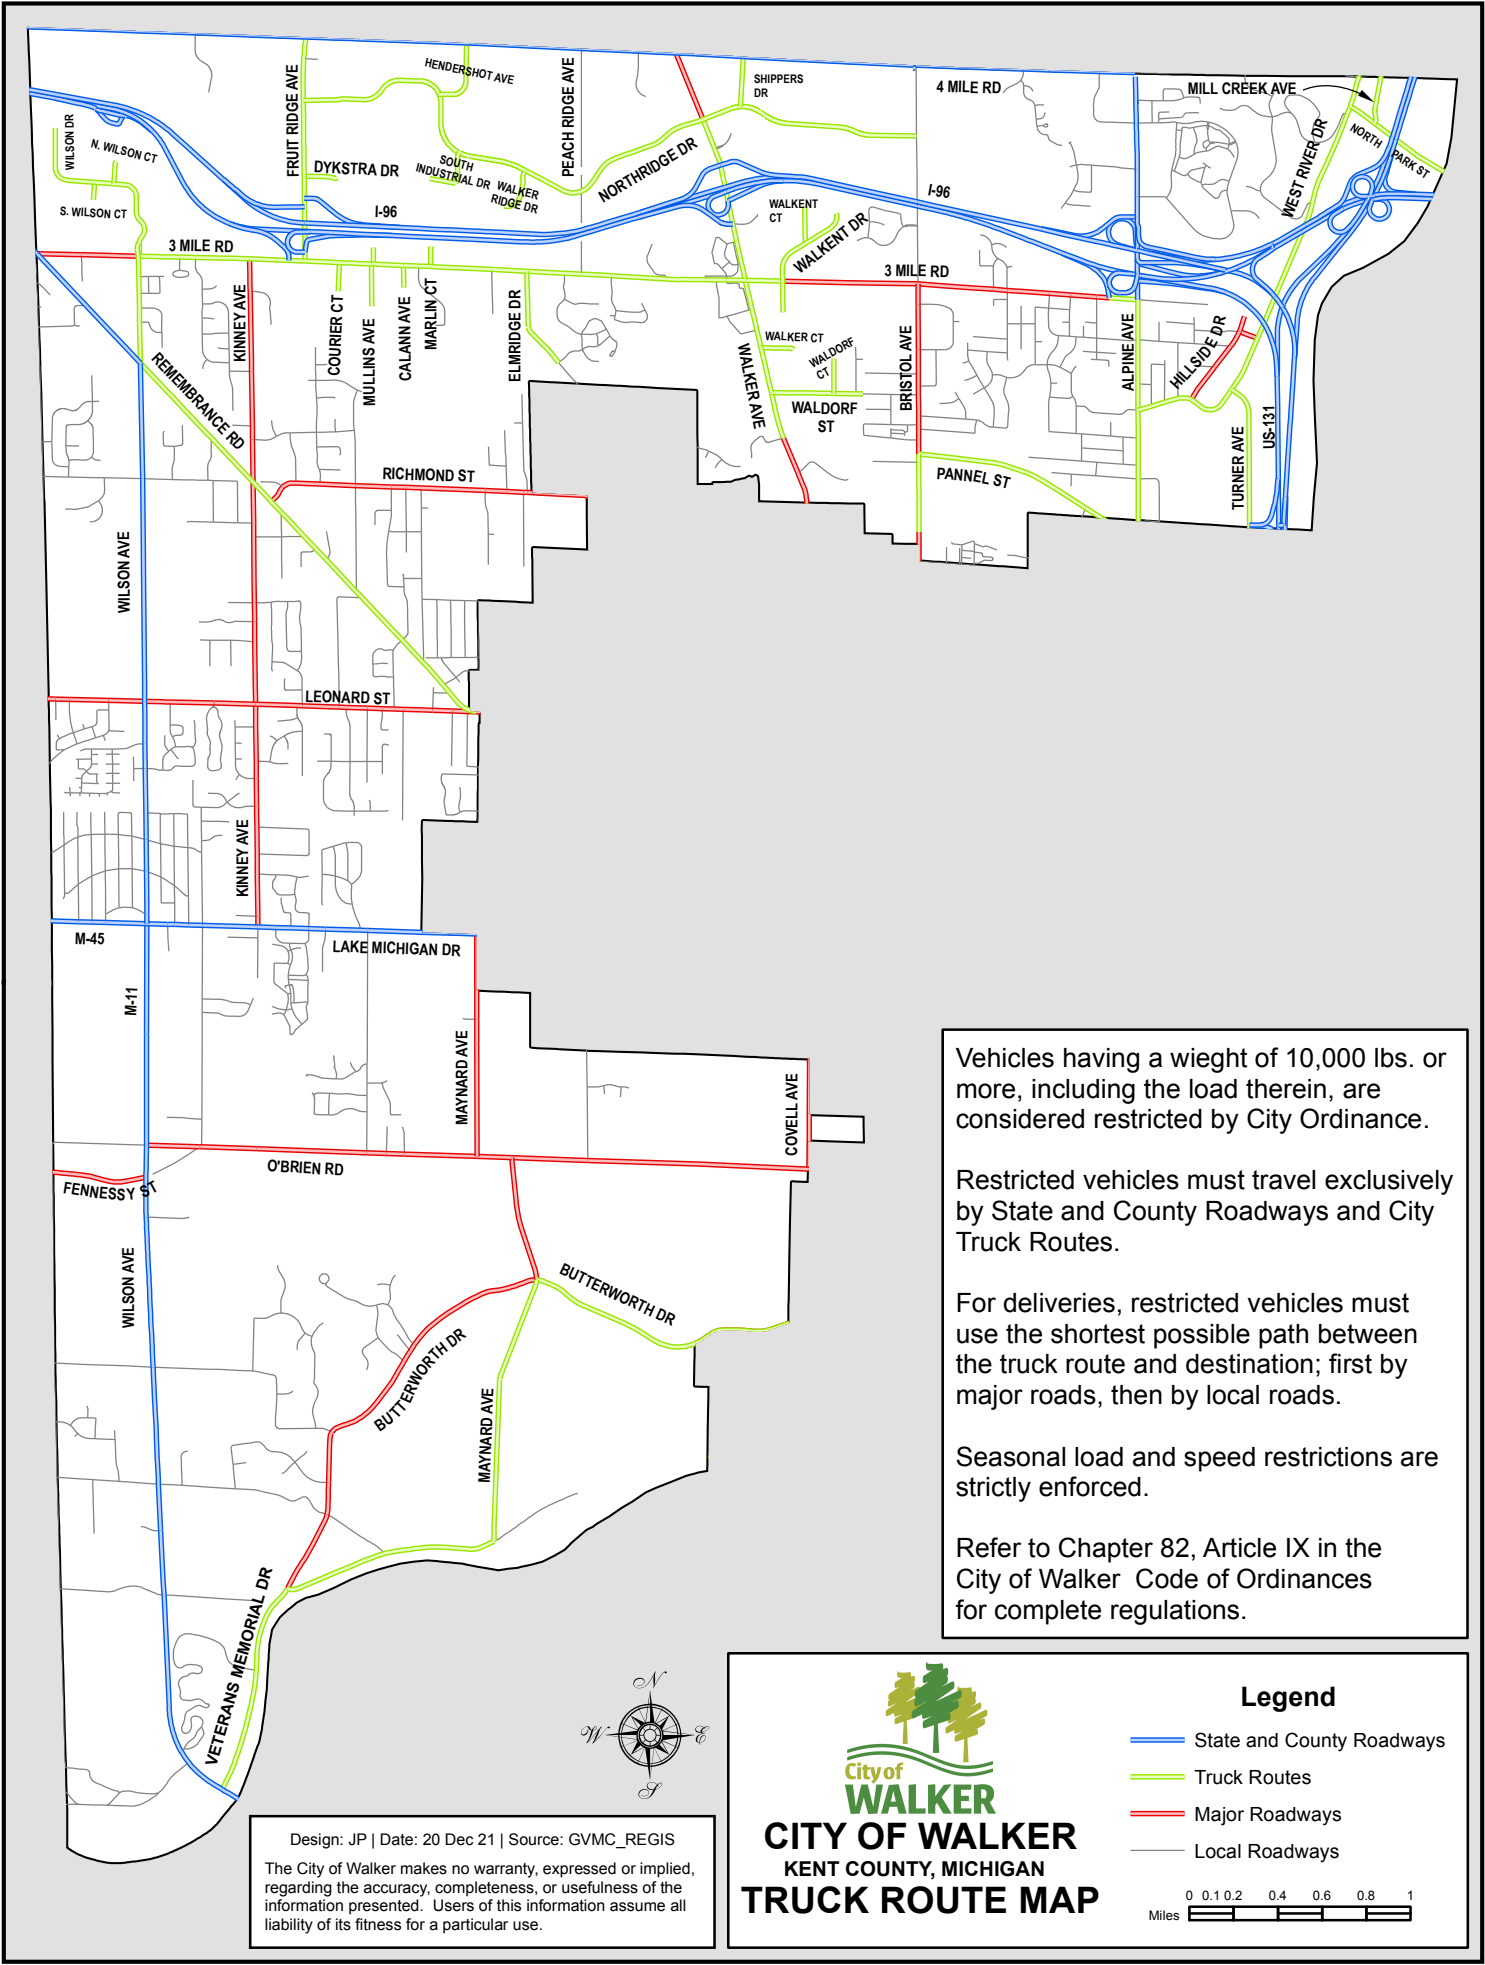 HENDERSHOT AVE
FRUIT RIDGE AVE
PEACH RIDGE AVE
SHIPPERS
DR
4 MILE RD
MILL CREEK AVE
WILSON DR
N. WILSON CT
S. WILSON CT
DYKSTRA DR
SOUTH
INDUSTRIAL DR
WALKER
RIDGE DR
NORTHRIDGE DR
WEST RIVER DR
NORTH
PARK ST
I-96
I-96
WALKENT
CT
WALKENT DR
3 MILE RD
3 MILE RD
KINNEY AVE
COURIER CT
MULLINS AVE
CALANN AVE
MARLIN CT
ELMRIDGE DR
WALKER AVE
WALKER CT
WALDORF
CT
WALDORF
ST
BRISTOL AVE
ALPINE AVE
HILLSIDE DR
US-131
TURNER AVE
PANNEL ST
REMEMBRANCE RD
RICHMOND ST
WILSON AVE
LEONARD ST
KINNEY AVE
M-45
LAKE MICHIGAN DR
M-11
MAYNARD AVE
COVELL AVE
O'BRIEN RD
FENNESSY ST
WILSON AVE
BUTTERWORTH DR
BUTTERWORTH DR
MAYNARD AVE
VETERANS MEMORIAL DR
Vehicles having a wieght of 10,000 lbs. or
more, including the load therein, are
considered restricted by City Ordinance.
Restricted vehicles must travel exclusively
by State and County Roadways and City
Truck Routes.
For deliveries, restricted vehicles must
use the shortest possible path between
the truck route and destination; first by
major roads, then by local roads.
Seasonal load and speed restrictions are
strictly enforced.
Refer to Chapter 82, Article IX in the
City of Walker Code of Ordinances
for complete regulations.
N
W
E
S
Design: JP | Date: 20 Dec 21 | Source: GVMC_REGIS
The City of Walker makes no warranty, expressed or implied,
regarding the accuracy, completeness, or usefulness of the
information presented. Users of this information assume all
liability of its fitness for a particular use.
City of
WALKER
CITY OF WALKER
KENT COUNTY, MICHIGAN
TRUCK ROUTE MAP
Legend
State and County Roadways
Truck Routes
Major Roadways
Local Roadways
0 0.1 0.2 0.4 0.6 0.8 1
Miles